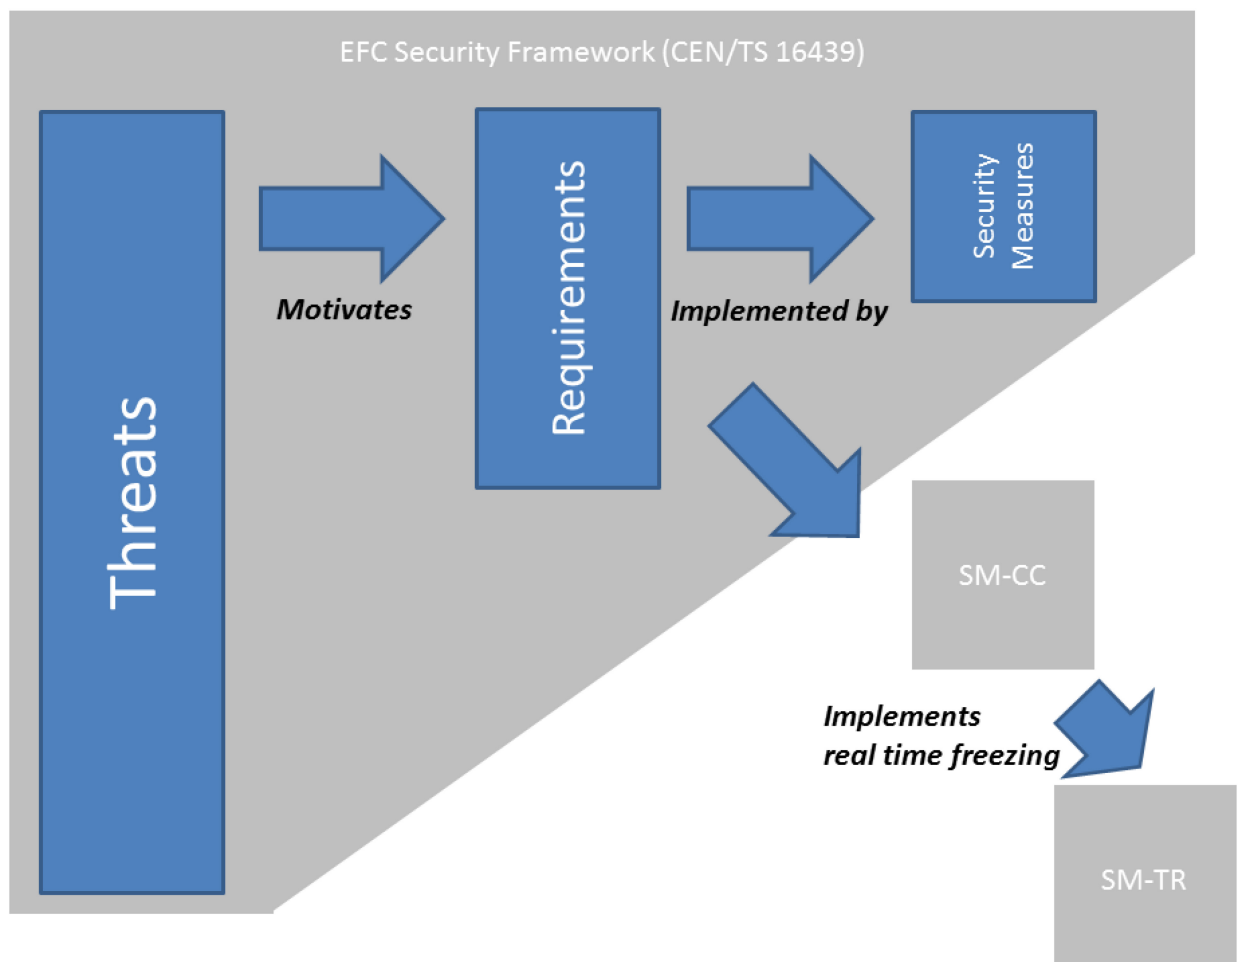 EFC Security Framework (CEN/TS 16439)
Threats
Motivates
Requirements
Implemented by
Security
Measures
SM-CC
Implements
real time freezing
SM-TR